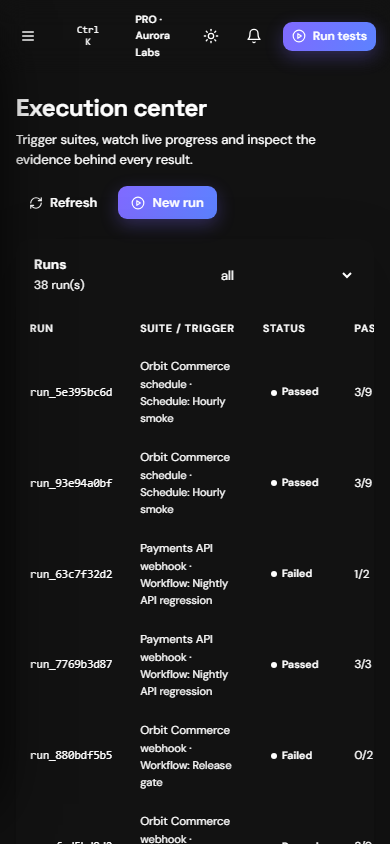 Ctrl
K
PRO ·
Aurora
Labs
Run tests
Execution center
Trigger suites, watch live progress and inspect the
evidence behind every result.
Refresh
New run
Runs
38 run(s)
all
RUN SUITE / TRIGGER STATUS PAS
run_5e395bc6d
Orbit Commerce
schedule ·
Schedule: Hourly
smoke
Passed
3/9
run_93e94a0bf
Orbit Commerce
schedule ·
Schedule: Hourly
smoke
Passed
3/9
run_63c7f32d2
Payments API
webhook ·
Workflow: Nightly
API regression
Failed
1/2
run_7769b3d87
Payments API
webhook ·
Workflow: Nightly
API regression
Passed
3/3
run_880bdf5b5
Orbit Commerce
webhook ·
Workflow: Release
gate
Failed
0/2
Orbit Commerce
webhook ·